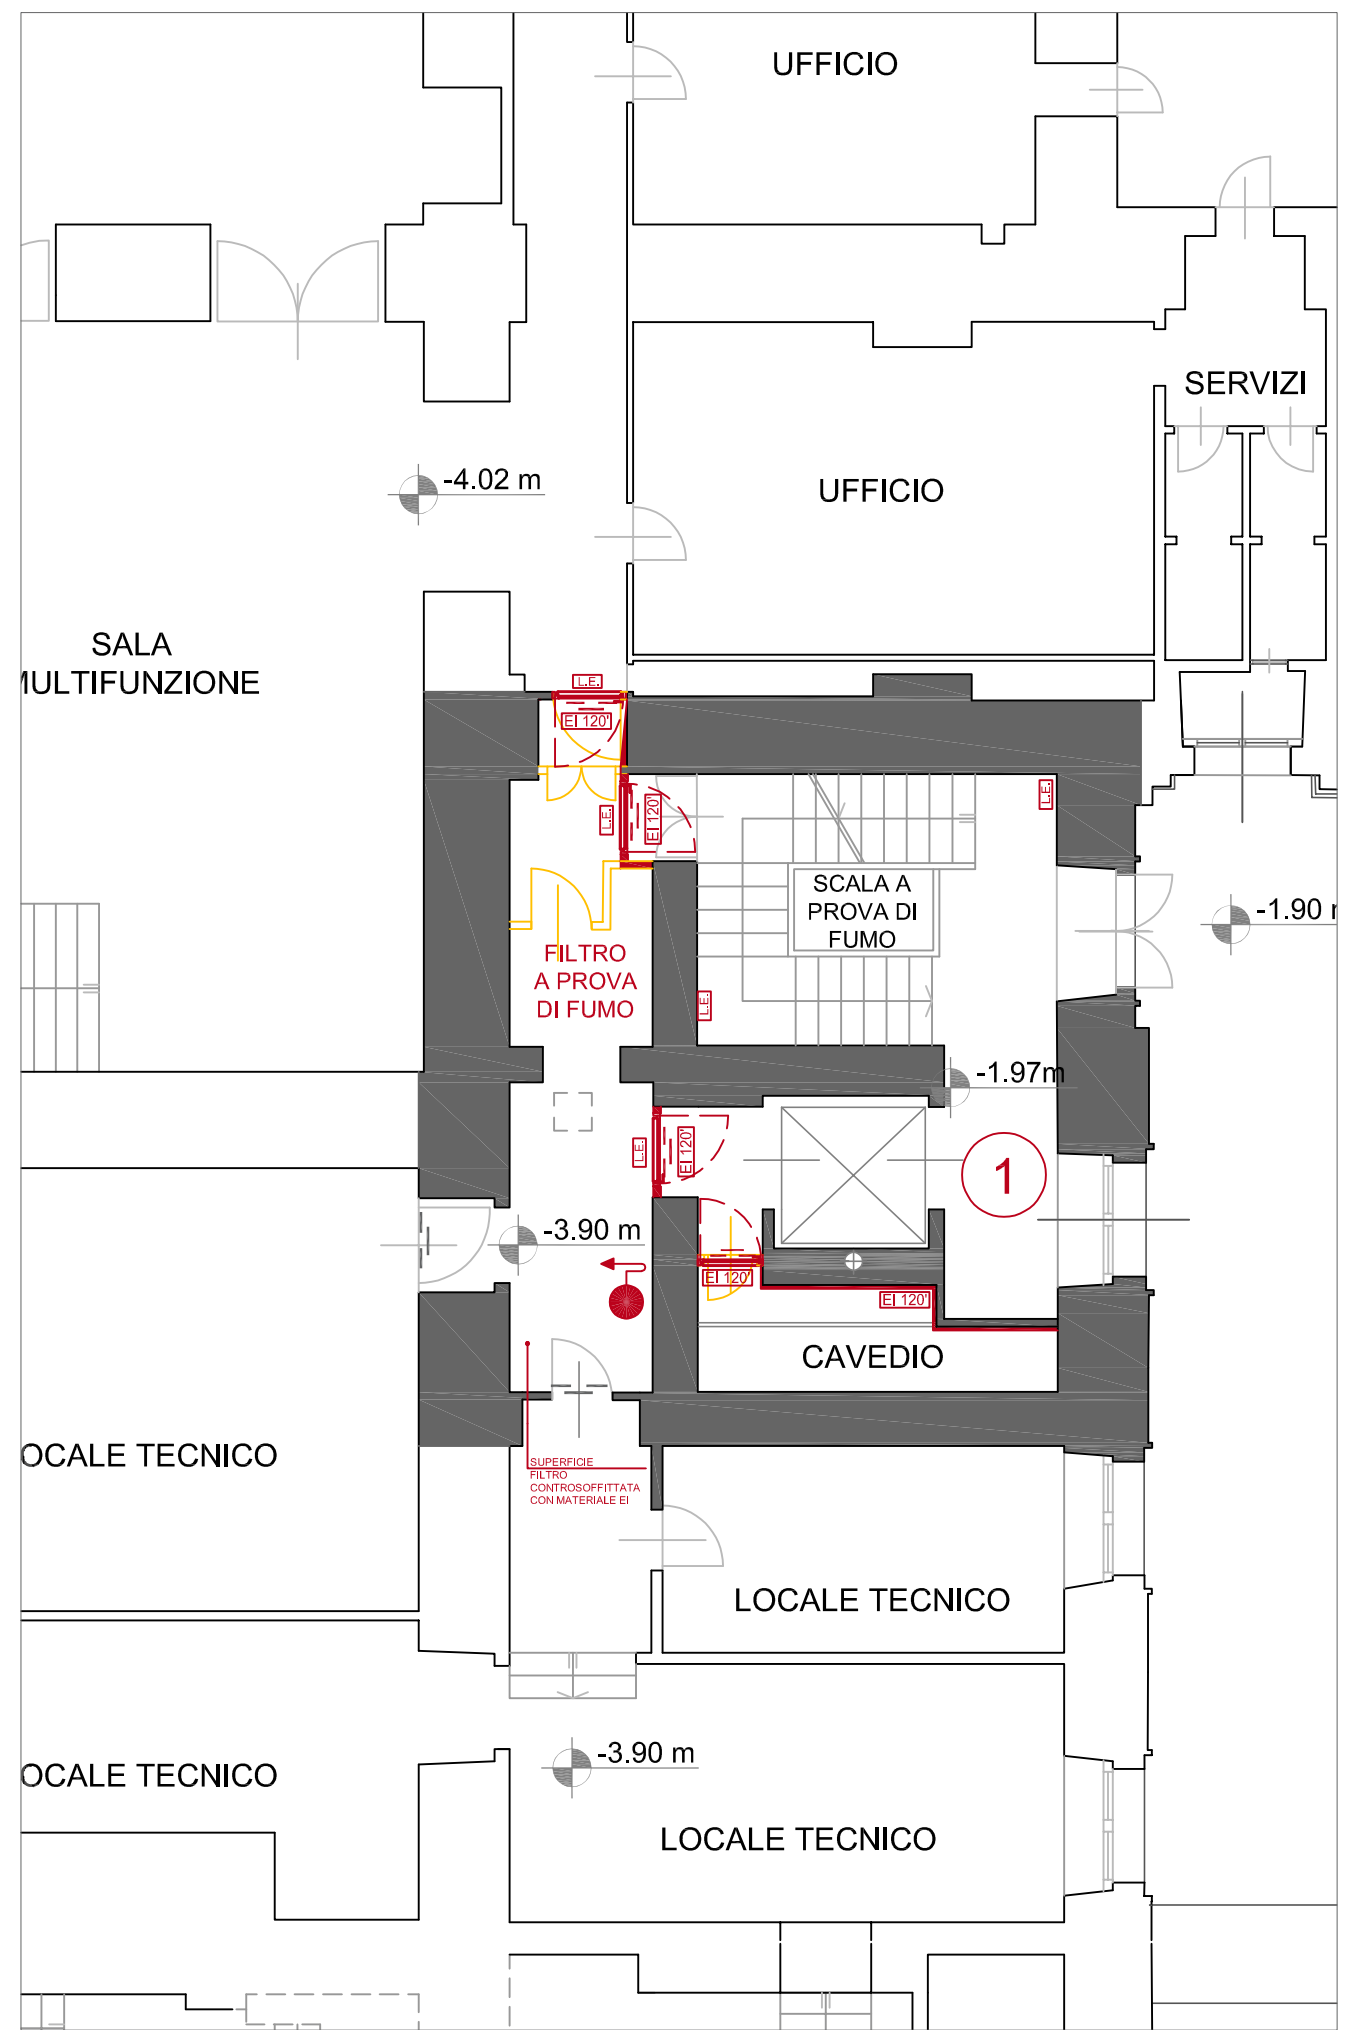 UFFICIO
SERVIZI
-4.02 m
UFFICIO
SALA
MULTIFUNZIONE
L.E.
EI 120'
L.E.
EI 120'
L.E.
SCALA A
PROVA DI
FUMO
-1.90 m
FILTRO
A PROVA
DI FUMO
L.E.
-1.97m
L.E.
EI 120'
1
-3.90 m
EI 120'
EI 120'
CAVEDIO
OCALE TECNICO
SUPERFICIE
FILTRO
CONTROSOFFITTATA
CON MATERIALE EI
LOCALE TECNICO
-3.90 m
OCALE TECNICO
LOCALE TECNICO